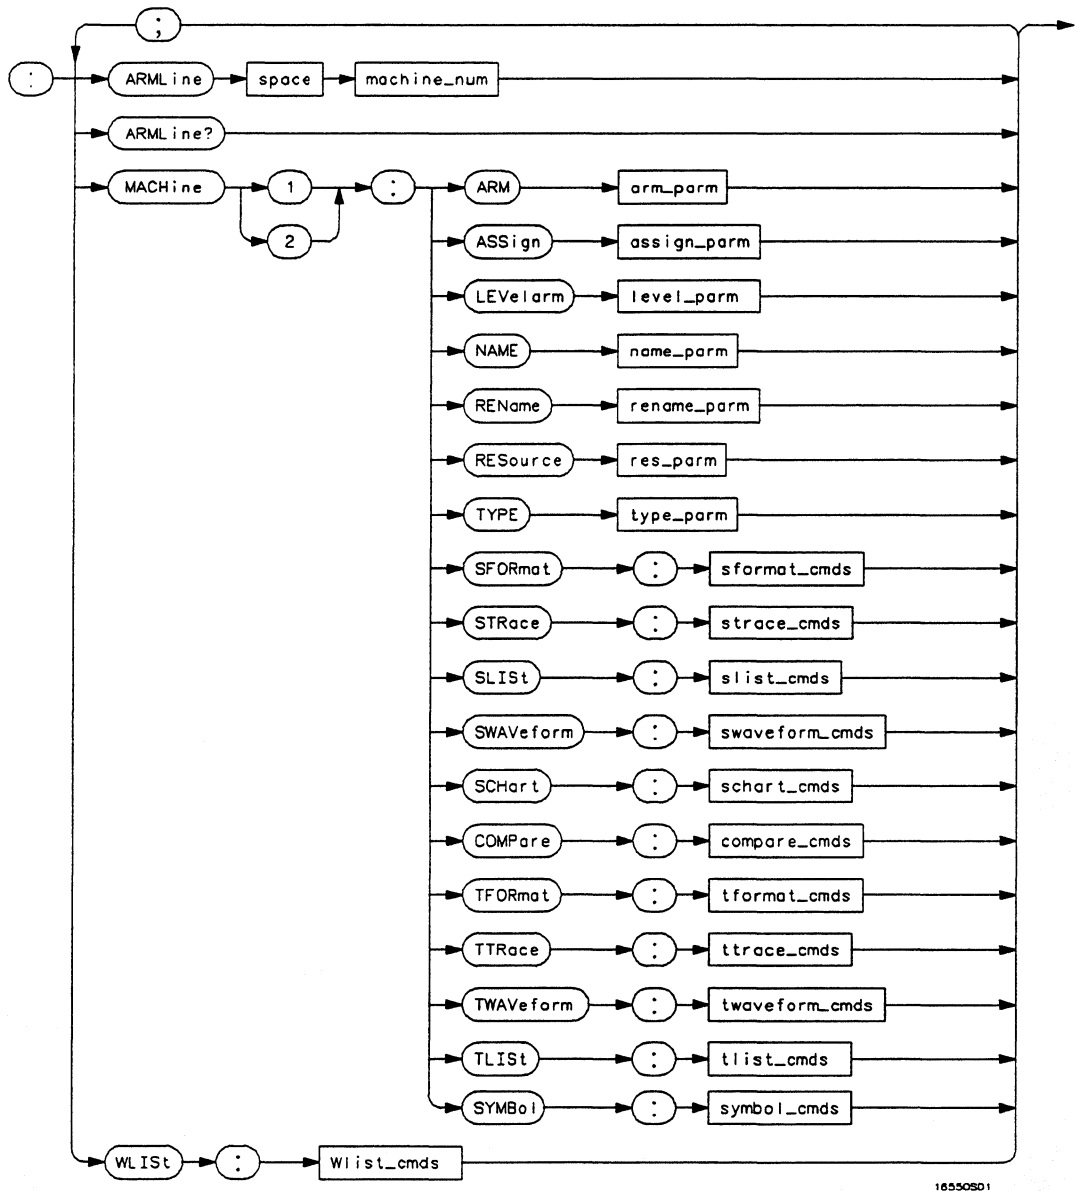 ;
: ARMLine space machine_num
ARMLine?
MACHine 1 : ARM arm_parm
2 ASSign assign_parm
LEVelarm level_parm
NAME name_parm
REName rename_parm
RESource res_parm
TYPE type_parm
SFORmat : sformat_cmds
STRace : strace_cmds
SLISt : slist_cmds
SWAVeform : swaveform_cmds
SCHart : schart_cmds
COMPare : compare_cmds
TFORmat : tformat_cmds
TTRace : ttrace_cmds
TWAVeform : twaveform_cmds
TLISt : tlist_cmds
SYMBol : symbol_cmds
WLISt : Wlist_cmds
16550SD1